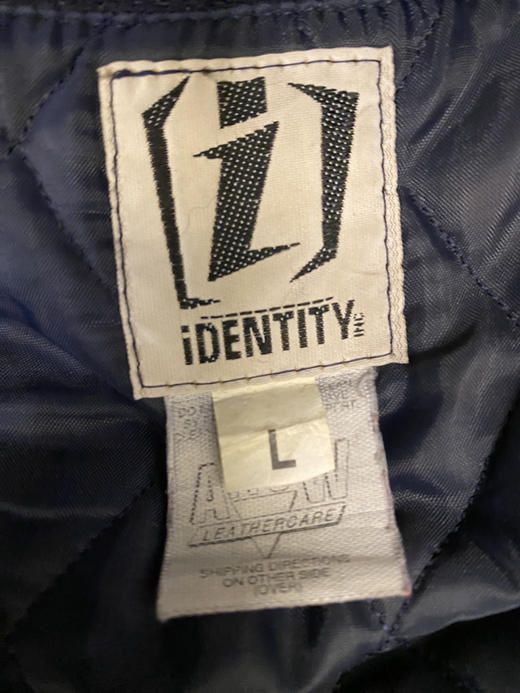 i
iDENTITY INC
L
LEATHERCARE
SHIPPING DIRECTIONS
ON OTHER SIDE
(OVER)